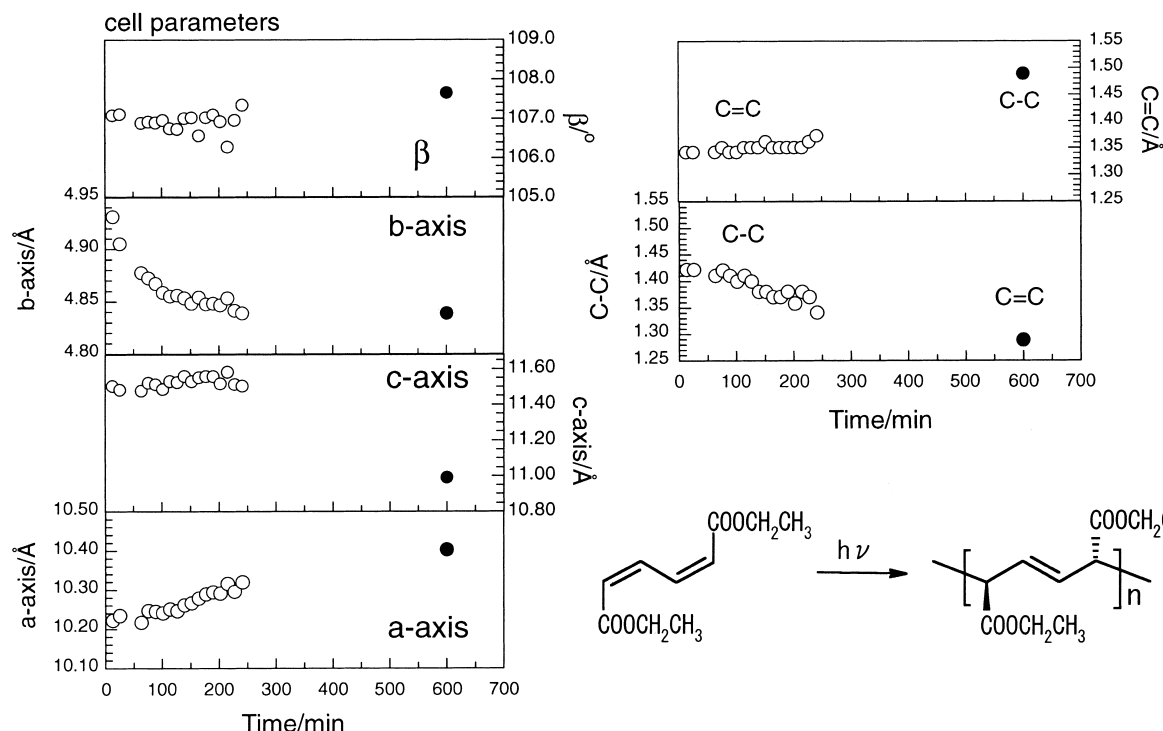 cell parameters
109.0
108.0
107.0
106.0
105.0
β/°
β
4.95
4.90
4.85
4.80
b-axis/Å
b-axis
11.60
11.40
11.20
11.00
10.80
c-axis/Å
c-axis
10.50
10.40
10.30
10.20
10.10
a-axis/Å
a-axis
0 100 200 300 400 500 600 700
Time/min
1.55
1.50
1.45
1.40
1.35
1.30
1.25
C=C/Å
C=C
C-C
1.55
1.50
1.45
1.40
1.35
1.30
1.25
C-C/Å
C-C
C=C
0 100 200 300 400 500 600 700
Time/min
COOCH₂CH₃
COOCH₂CH₃
hν
COOCH₂
n
COOCH₂CH₃